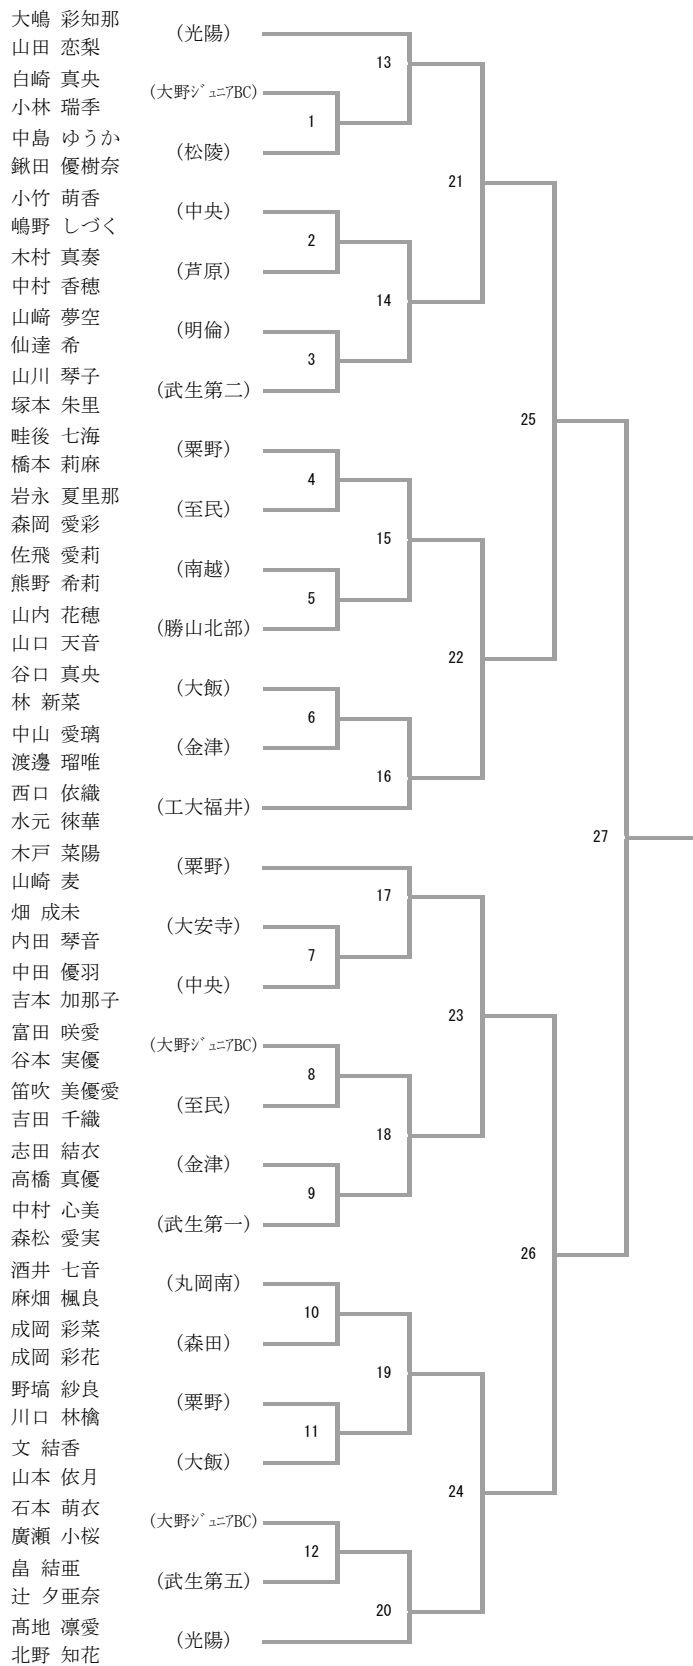 大嶋 彩知那
山田 恋梨
(光陽)
13
白崎 真央
小林 瑞季
(大野ｼﾞｭﾆｱBC)
1
中島 ゆうか
鍬田 優樹奈
(松陵)
21
小竹 萌香
嶋野 しづく
(中央)
2
木村 真奏
中村 香穂
(芦原)
14
山﨑 夢空
仙達 希
(明倫)
3
山川 琴子
塚本 朱里
(武生第二)
25
畦後 七海
橋本 莉麻
(粟野)
4
岩永 夏里那
森岡 愛彩
(至民)
15
佐飛 愛莉
熊野 希莉
(南越)
5
山内 花穂
山口 天音
(勝山北部)
22
谷口 真央
林 新菜
(大飯)
6
中山 愛璃
渡邊 瑠唯
(金津)
16
西口 依織
水元 徠華
(工大福井)
27
木戸 菜陽
山崎 麦
(粟野)
17
畑 成未
内田 琴音
(大安寺)
7
中田 優羽
吉本 加那子
(中央)
23
富田 咲愛
谷本 実優
(大野ｼﾞｭﾆｱBC)
8
笛吹 美優愛
吉田 千織
(至民)
18
志田 結衣
高橋 真優
(金津)
9
中村 心美
森松 愛実
(武生第一)
26
酒井 七音
麻畑 楓良
(丸岡南)
10
成岡 彩菜
成岡 彩花
(森田)
19
野塙 紗良
川口 林檎
(粟野)
11
文 結香
山本 依月
(大飯)
24
石本 萌衣
廣瀬 小桜
(大野ｼﾞｭﾆｱBC)
12
畠 結亜
辻 夕亜奈
(武生第五)
20
髙地 凛愛
北野 知花
(光陽)